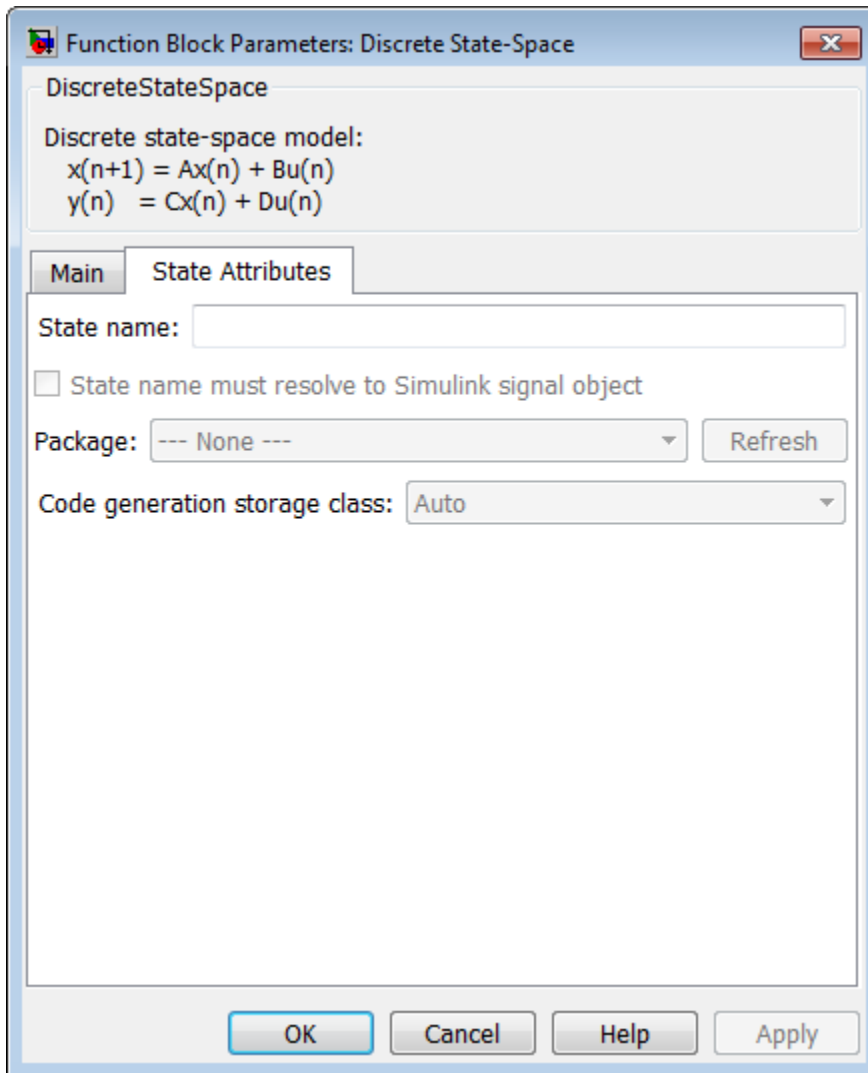 Function Block Parameters: Discrete State-Space
DiscreteStateSpace
Discrete state-space model:
x(n+1) = Ax(n) + Bu(n)
y(n)   = Cx(n) + Du(n)
Main State Attributes
State name:
State name must resolve to Simulink signal object
Package: --- None --- Refresh
Code generation storage class: Auto
OK Cancel Help Apply